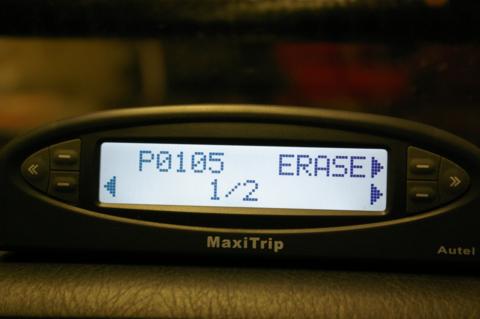 P0105 ERASE
1/2
MaxiTrip
Autel